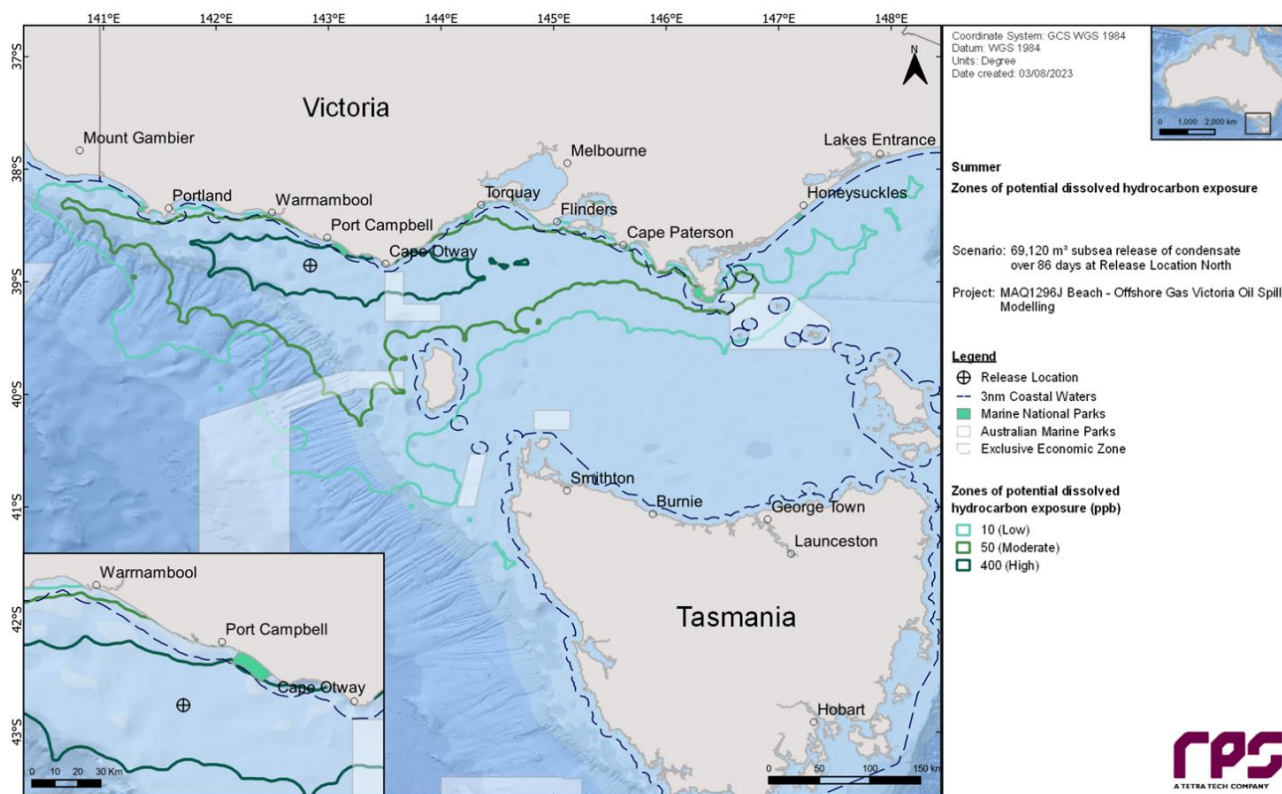 141°E 142°E 143°E 144°E 145°E 146°E 147°E 148°E
37°S
38°S
39°S
40°S
41°S
42°S
43°S
N
Victoria
Mount Gambier
Melbourne
Lakes Entrance
Portland
Warrnambool
Torquay
Honeysuckles
Port Campbell
Flinders
Cape Paterson
Cape Otway
Smithton
Burnie
George Town
Launceston
Tasmania
Hobart
0 50 100 150 km
Warrnambool
Port Campbell
Cape Otway
0 10 20 30 Km
Coordinate System: GCS WGS 1984
Datum: WGS 1984
Units: Degree
Date created: 03/08/2023
0 1,000 2,000 km
Summer
Zones of potential dissolved hydrocarbon exposure
Scenario: 69,120 m³ subsea release of condensate
over 86 days at Release Location North
Project: MAQ1296J Beach - Offshore Gas Victoria Oil Spill
Modelling
Legend
Release Location
3nm Coastal Waters
Marine National Parks
Australian Marine Parks
Exclusive Economic Zone
Zones of potential dissolved
hydrocarbon exposure (ppb)
10 (Low)
50 (Moderate)
400 (High)
rps
A TETRA TECH COMPANY